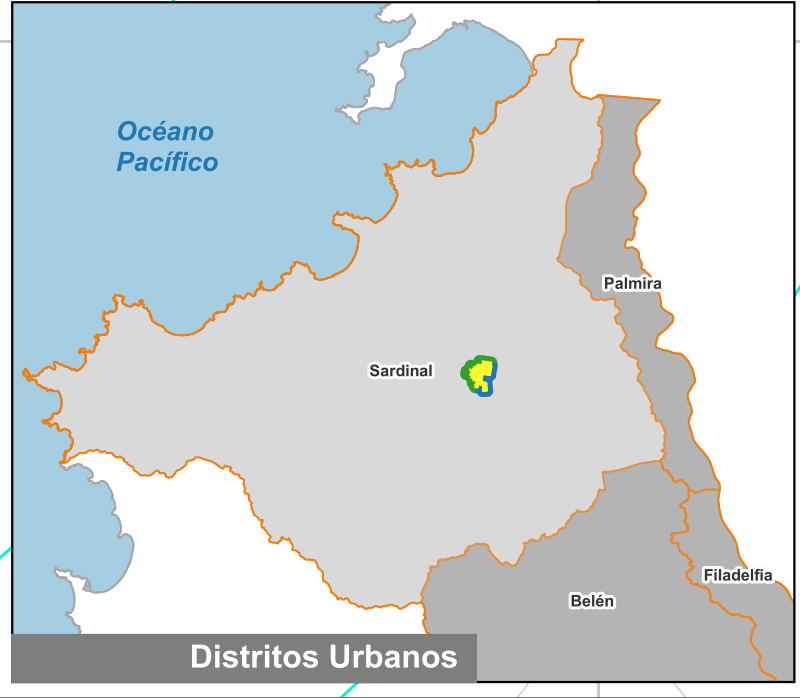 Océano
Pacífico
Palmira
Sardinal
Filadelfia
Belén
Distritos Urbanos